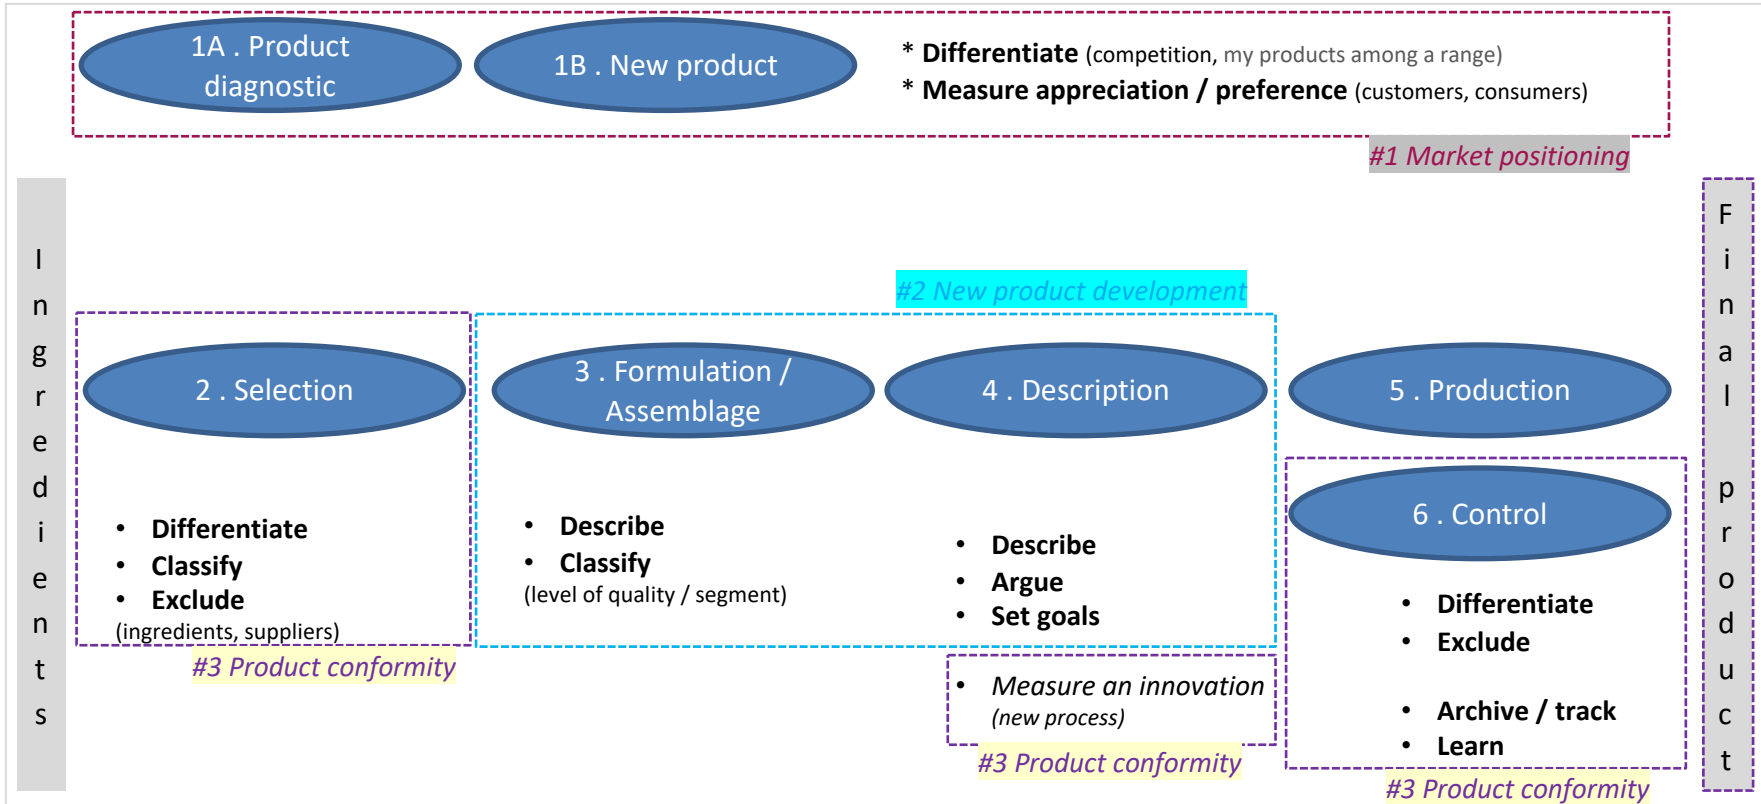 1A . Product
diagnostic
1B . New product
* Differentiate (competition, my products among a range)
* Measure appreciation / preference (customers, consumers)
#1 Market positioning
Ingredients
#2 New product development
2 . Selection
• Differentiate
• Classify
• Exclude
(ingredients, suppliers)
#3 Product conformity
3 . Formulation /
Assemblage
• Describe
• Classify
(level of quality / segment)
4 . Description
• Describe
• Argue
• Set goals
• Measure an innovation
(new process)
#3 Product conformity
5 . Production
6 . Control
• Differentiate
• Exclude
• Archive / track
• Learn
#3 Product conformity
Final product